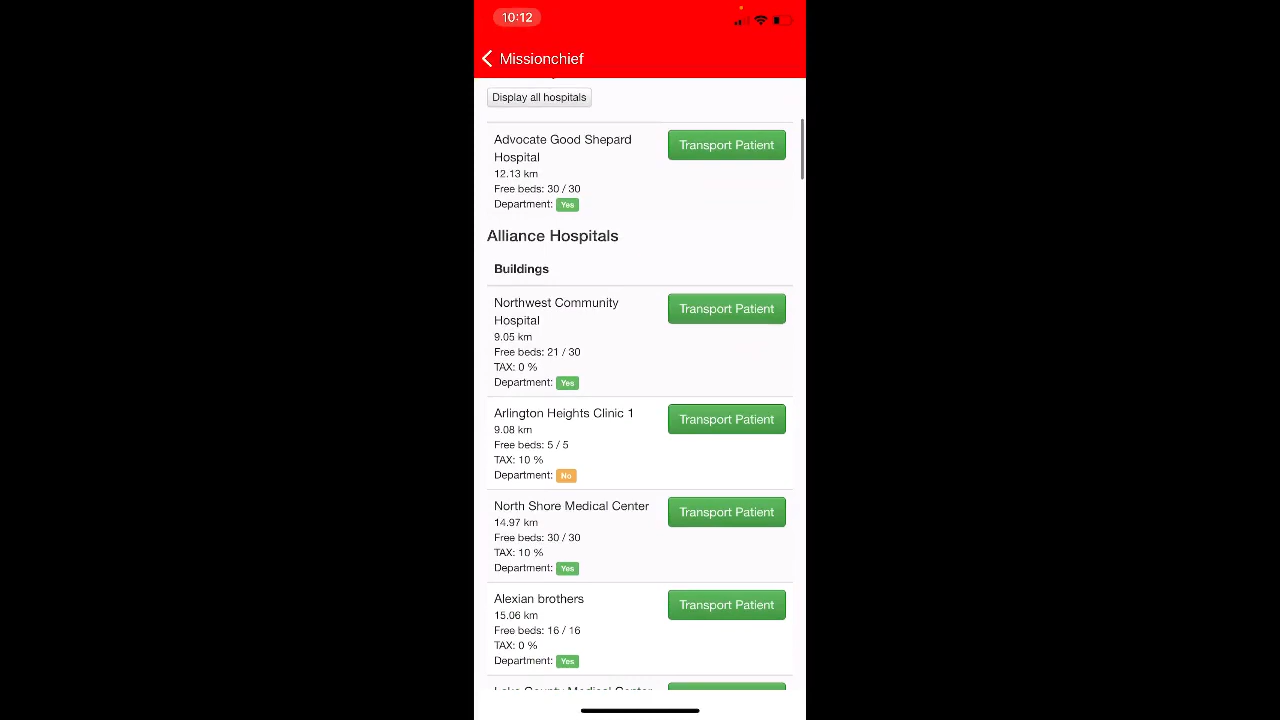 10:12
Missionchief
Display all hospitals
Advocate Good Shepard
Hospital
12.13 km
Free beds: 30 / 30
Department: Yes
Transport Patient
Alliance Hospitals
Buildings
Northwest Community
Hospital
9.05 km
Free beds: 21 / 30
TAX: 0 %
Department: Yes
Transport Patient
Arlington Heights Clinic 1
9.08 km
Free beds: 5 / 5
TAX: 10 %
Department: No
Transport Patient
North Shore Medical Center
14.97 km
Free beds: 30 / 30
TAX: 10 %
Department: Yes
Transport Patient
Alexian brothers
15.06 km
Free beds: 16 / 16
TAX: 0 %
Department: Yes
Transport Patient
Lake County Medical Center